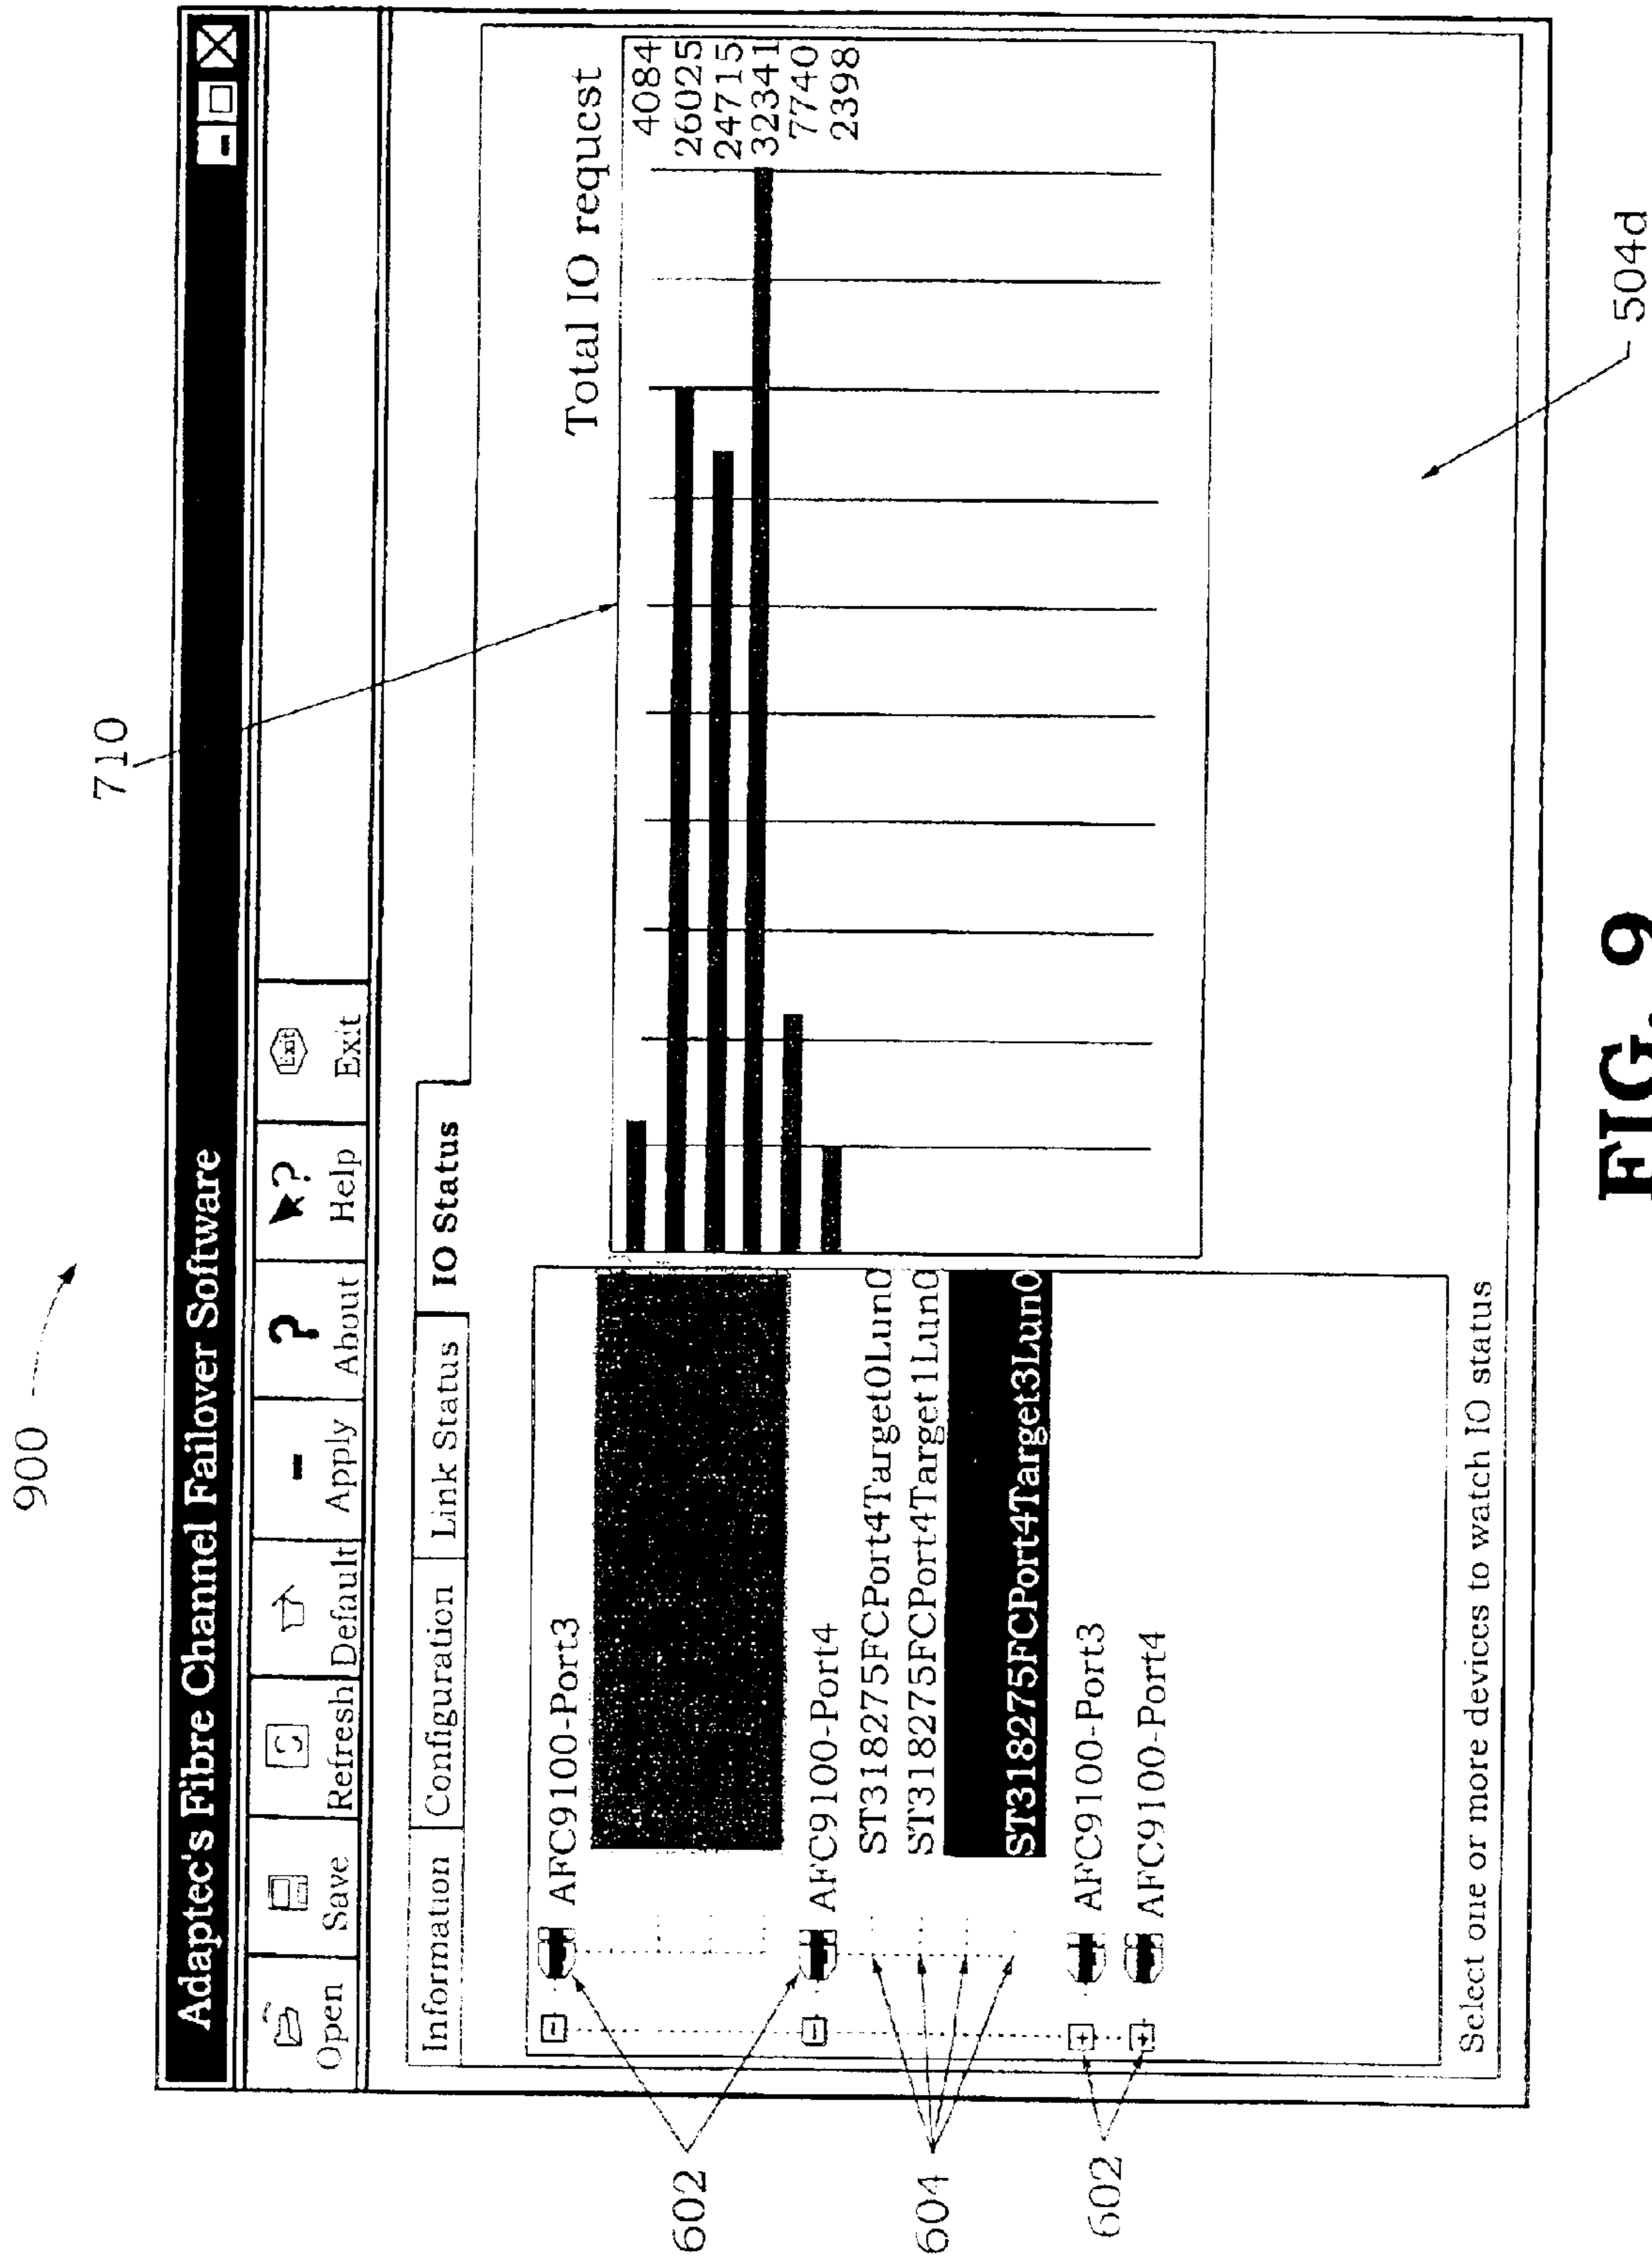 900
710
Adaptec's Fibre Channel Failover Software
Open Save Refresh Default Apply About Help Exit
Information Configuration Link Status IO Status
Total IO request
AFC9100-Port3
AFC9100-Port4
ST318275FCPort4Target0Lun0
ST318275FCPort4Target1Lun0
ST318275FCPort4Target3Lun0
AFC9100-Port3
AFC9100-Port4
4084
26025
24715
32341
7740
2398
Select one or more devices to watch IO status
602
604
602
504d
FIG. 9